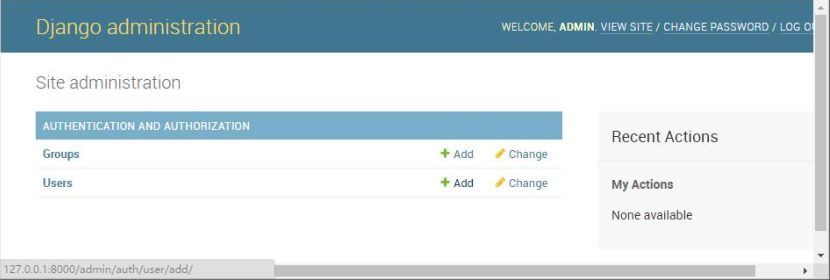 Django administration
WELCOME, ADMIN. VIEW SITE / CHANGE PASSWORD / LOG
Site administration
AUTHENTICATION AND AUTHORIZATION
Groups Add Change
Users Add Change
Recent Actions
My Actions
None available
127.0.0.1:8000/admin/auth/user/add/